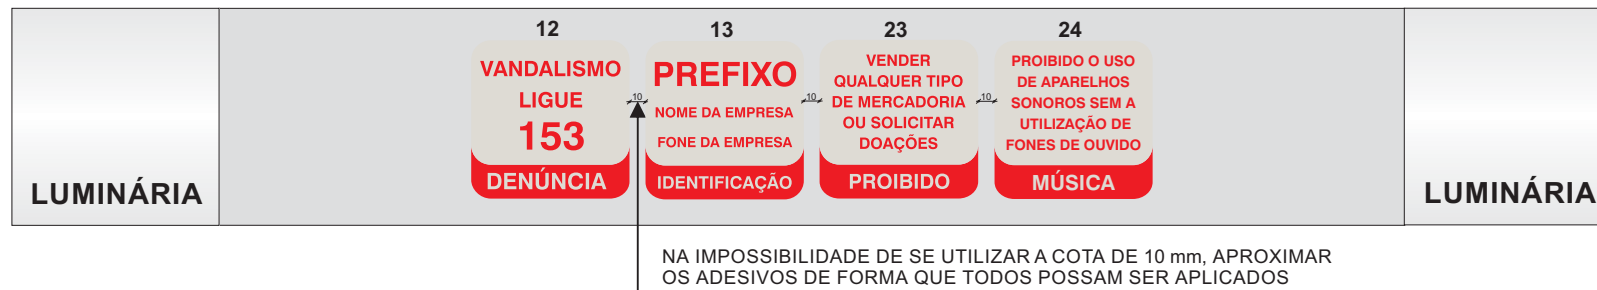 12
VANDALISMO
LIGUE
153
DENÚNCIA
13
PREFIXO
NOME DA EMPRESA
FONE DA EMPRESA
IDENTIFICAÇÃO
23
VENDER
QUALQUER TIPO
DE MERCADORIA
OU SOLICITAR
DOAÇÕES
PROIBIDO
24
PROIBIDO O USO
DE APARELHOS
SONOROS SEM A
UTILIZAÇÃO DE
FONES DE OUVIDO
MÚSICA
10
10
10
LUMINÁRIA
LUMINÁRIA
NA IMPOSSIBILIDADE DE SE UTILIZAR A COTA DE 10 mm, APROXIMAR
OS ADESIVOS DE FORMA QUE TODOS POSSAM SER APLICADOS